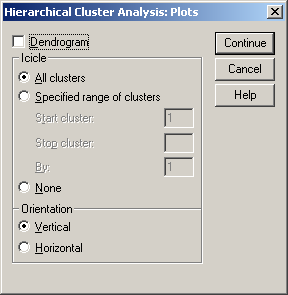 Hierarchical Cluster Analysis: Plots
Dendrogram
Continue
Icicle
All clusters
Cancel
Specified range of clusters
Help
Start cluster: 1
Stop cluster:
By: 1
None
Orientation
Vertical
Horizontal